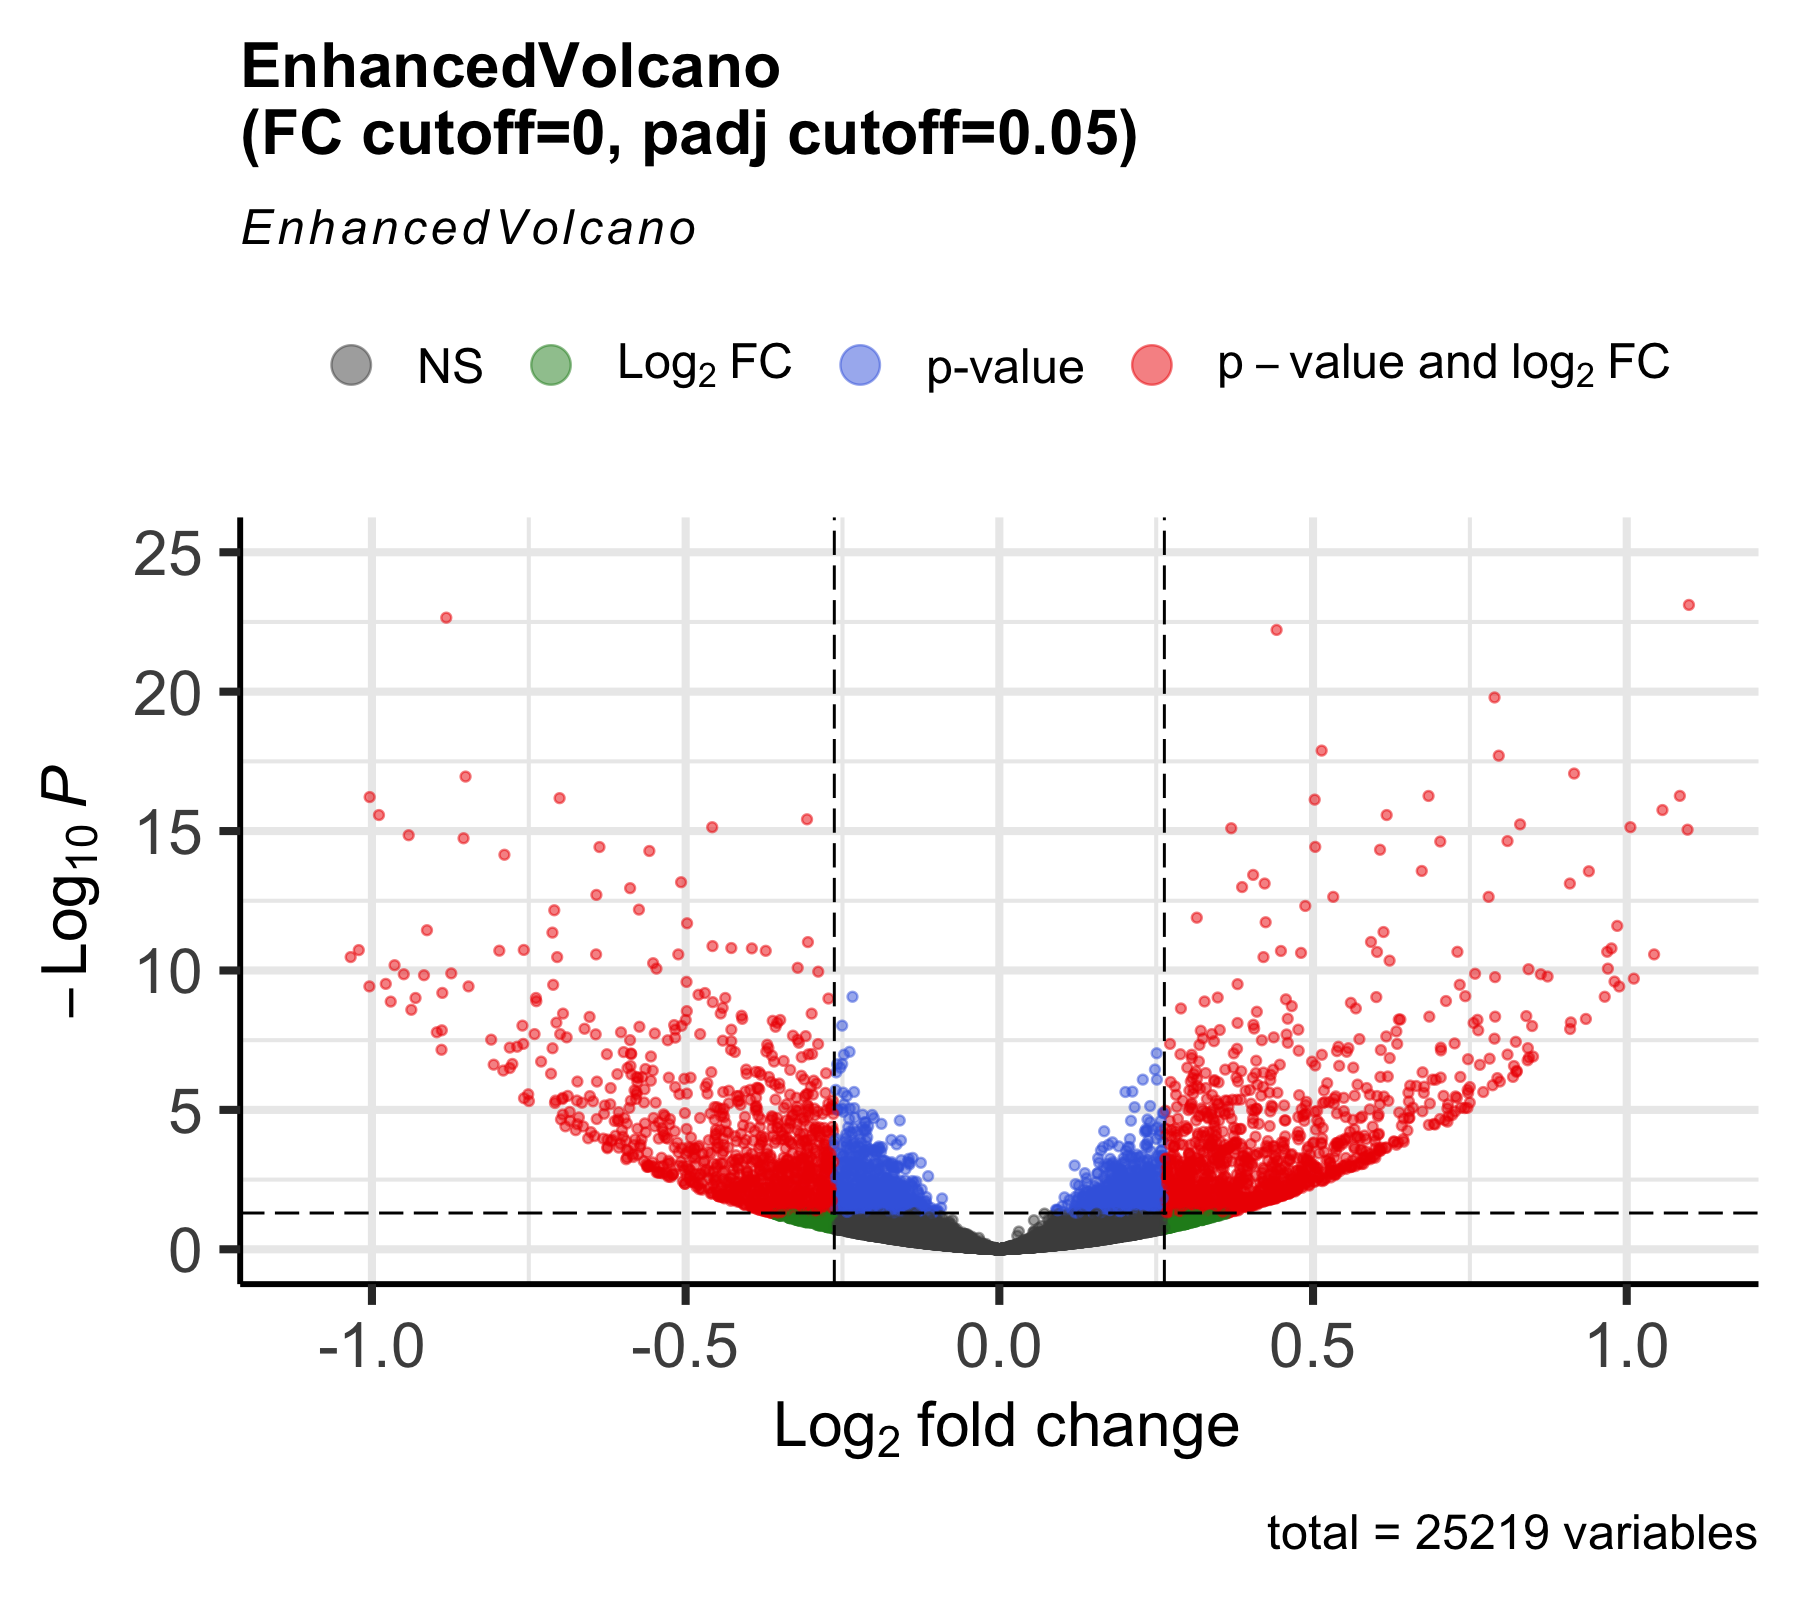 EnhancedVolcano
(FC cutoff=0, padj cutoff=0.05)
EnhancedVolcano
NS Log₂ FC p-value p – value and log₂ FC
25
20
15
10
5
0
–Log₁₀ P
-1.0 -0.5 0.0 0.5 1.0
Log₂ fold change
total = 25219 variables